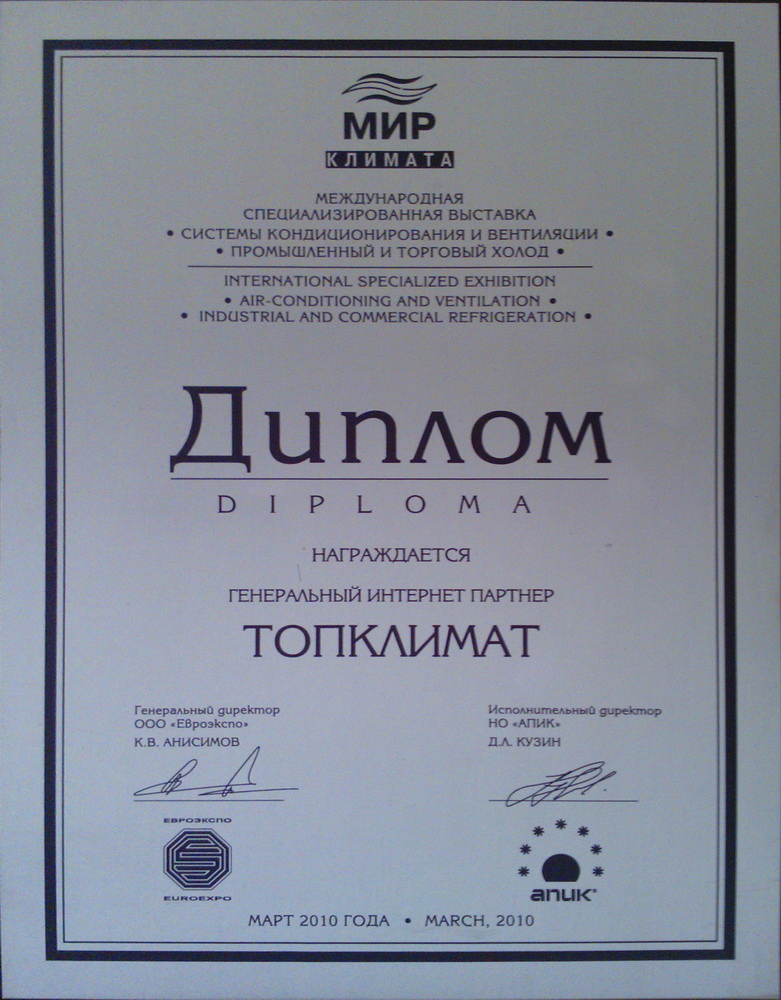 МИР
КЛИМАТА
МЕЖДУНАРОДНАЯ
СПЕЦИАЛИЗИРОВАННАЯ ВЫСТАВКА
• СИСТЕМЫ КОНДИЦИОНИРОВАНИЯ И ВЕНТИЛЯЦИИ •
• ПРОМЫШЛЕННЫЙ И ТОРГОВЫЙ ХОЛОД •
INTERNATIONAL SPECIALIZED EXHIBITION
• AIR-CONDITIONING AND VENTILATION •
• INDUSTRIAL AND COMMERCIAL REFRIGERATION •
Диплом
DIPLOMA
НАГРАЖДАЕТСЯ
ГЕНЕРАЛЬНЫЙ ИНТЕРНЕТ ПАРТНЕР
ТОПКЛИМАТ
Генеральный директор
ООО «Евроэкспо»
К.В. АНИСИМОВ
Исполнительный директор
НО «АПИК»
Д.Л. КУЗИН
ЕВРОЭКСПО
EUROEXPO
апик®
МАРТ 2010 ГОДА • MARCH, 2010